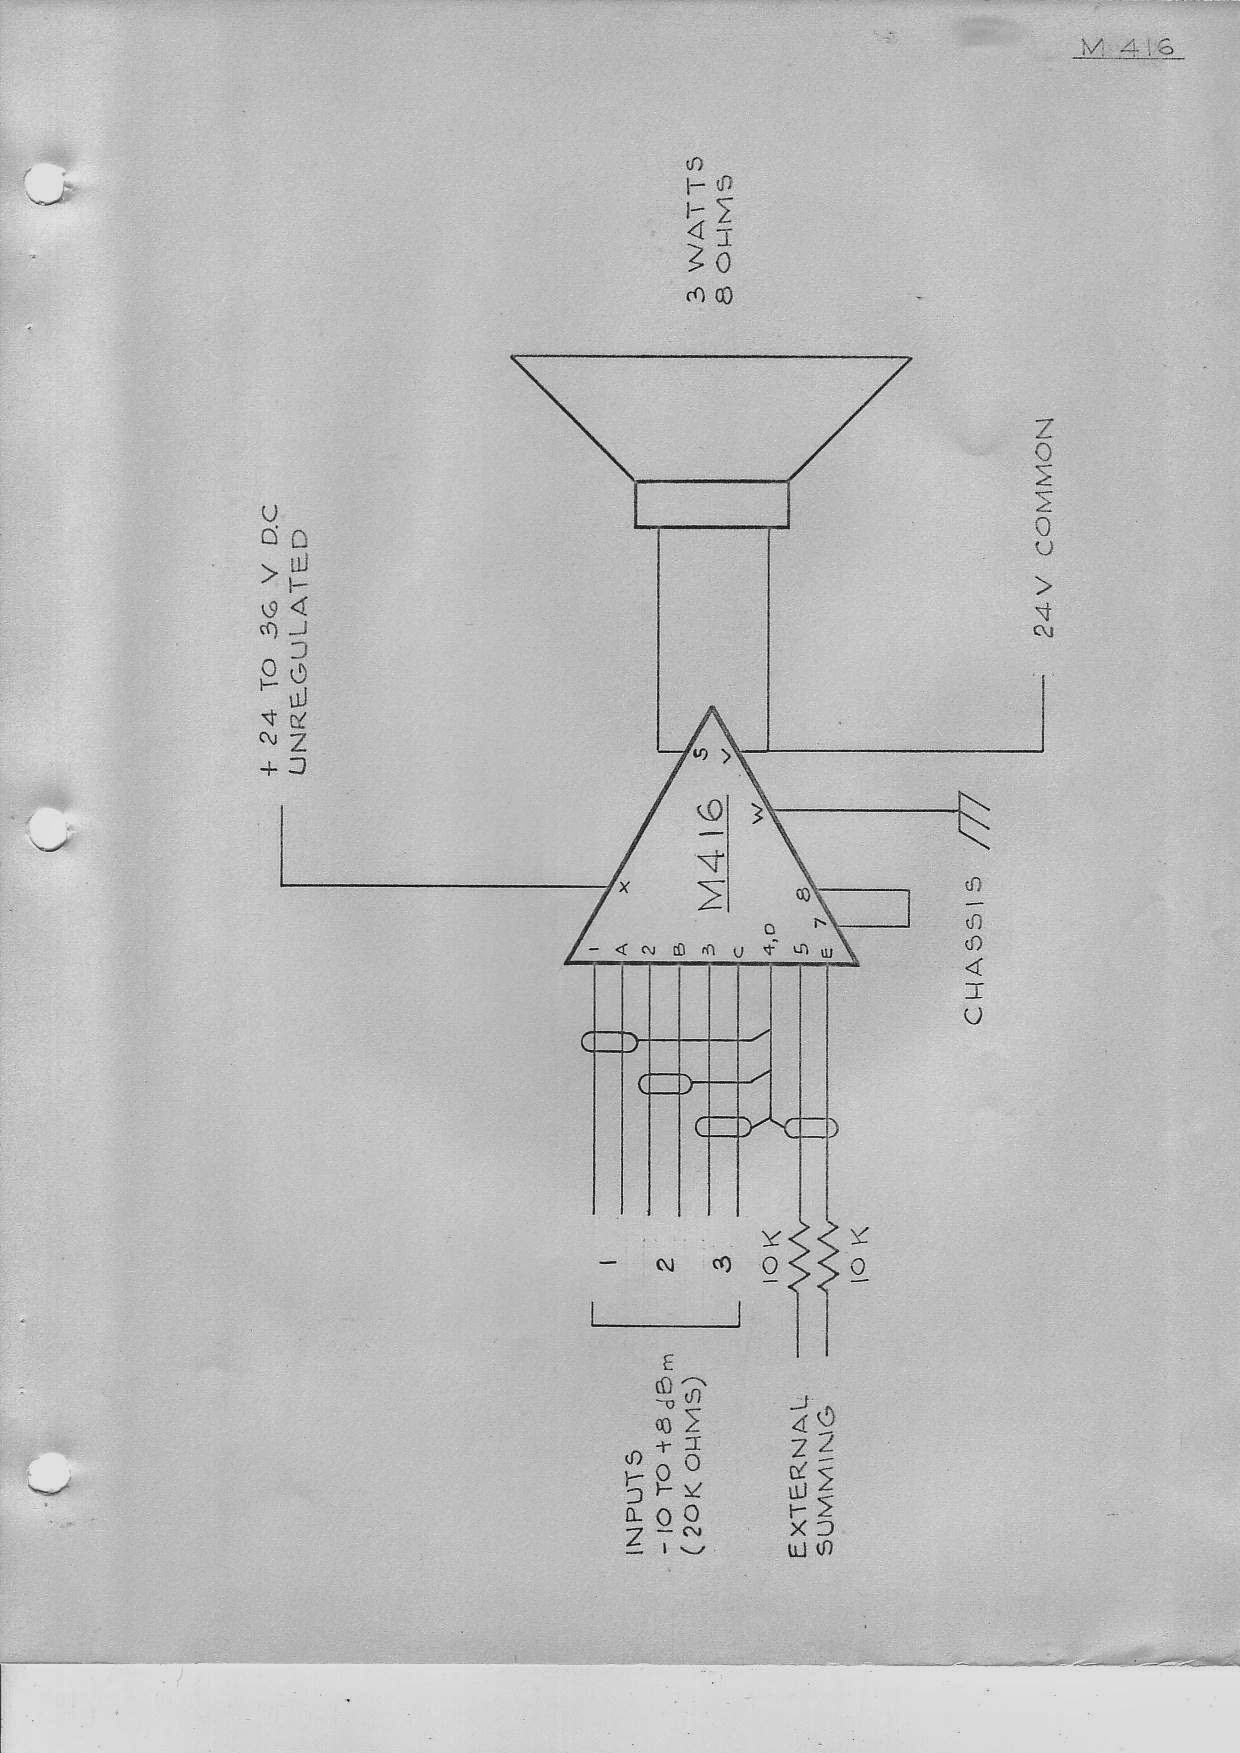 M 416
+ 24 TO 36 V D.C
UNREGULATED
3 WATTS
8 OHMS
M416
X
S
V
W
1
A
2
B
3
C
4,D
5
E
7
8
24V COMMON
CHASSIS
1
2
3
INPUTS
-10 TO +8 dBm
(20K OHMS)
10K
10K
EXTERNAL
SUMMING